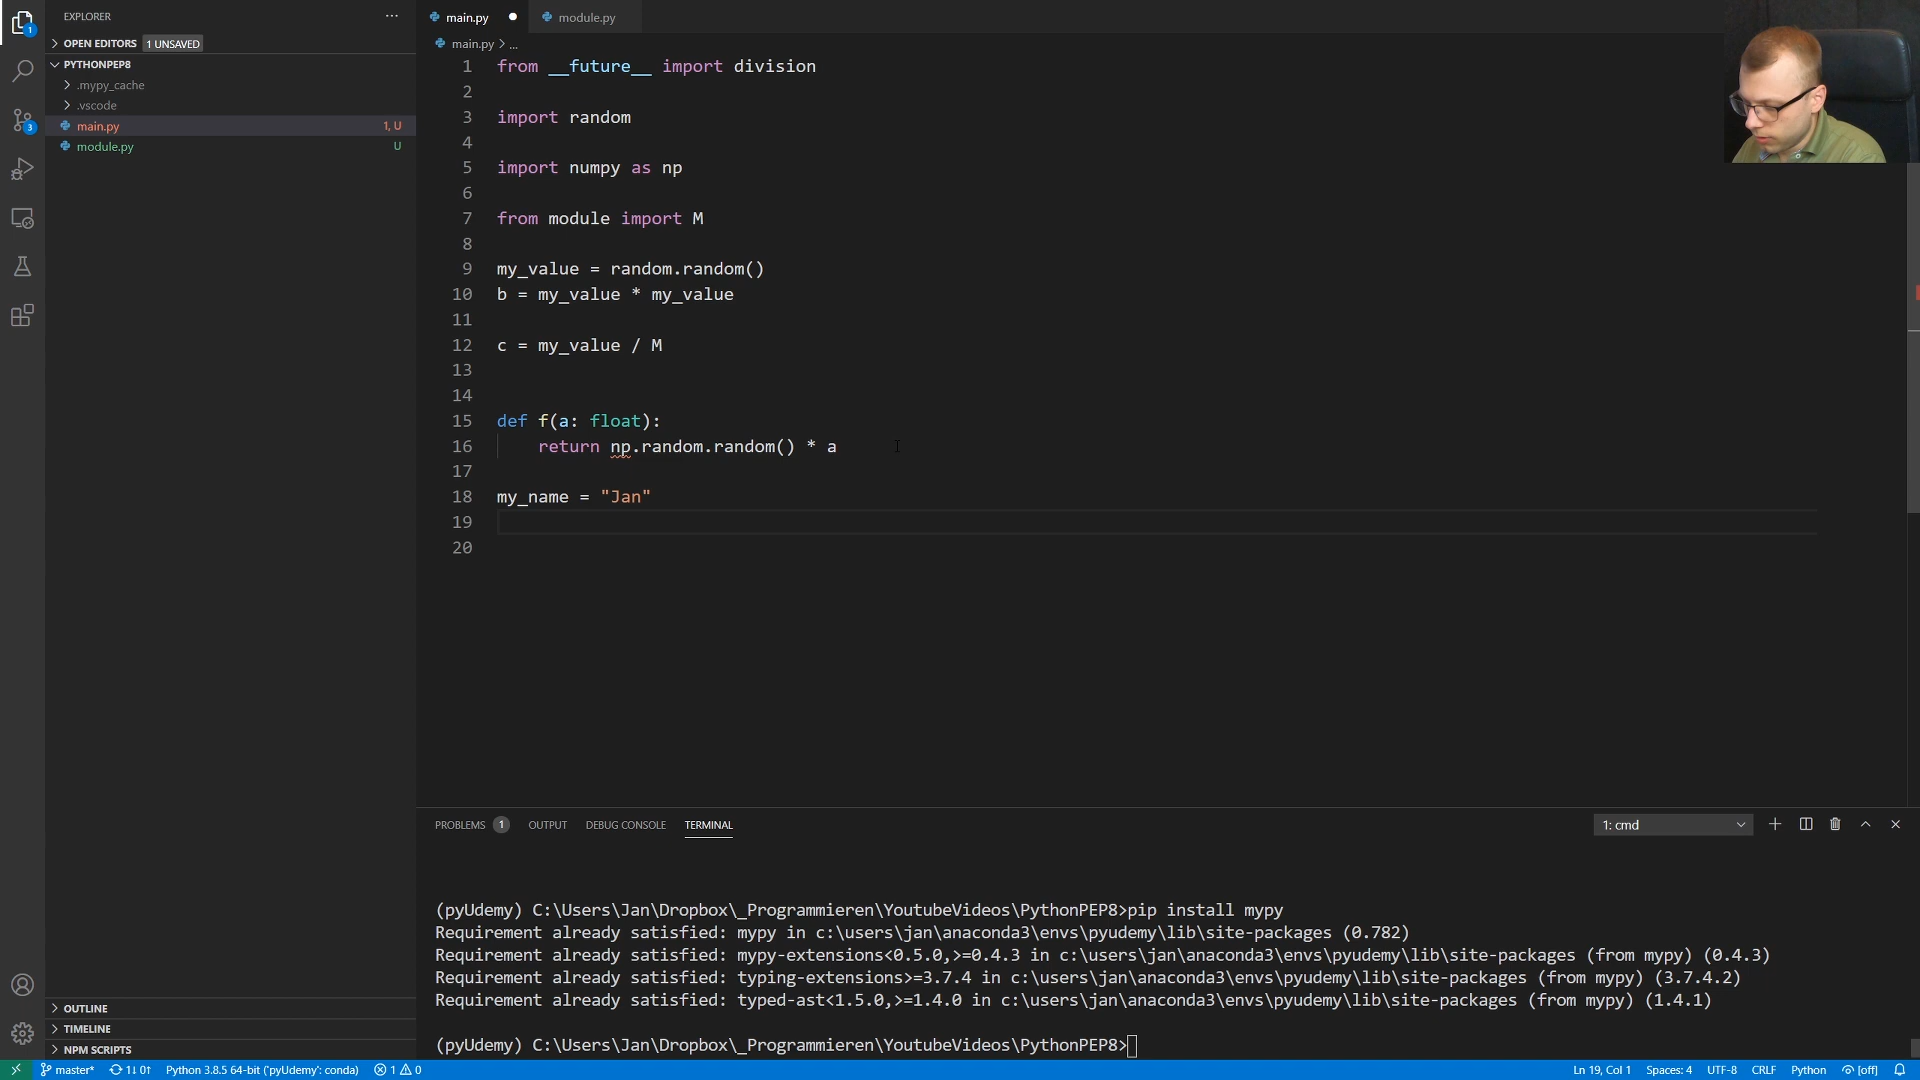 EXPLORER
OPEN EDITORS 1 UNSAVED
PYTHONPEP8
.mypy_cache
.vscode
main.py 1, U
module.py U
OUTLINE
TIMELINE
NPM SCRIPTS
main.py module.py
main.py > ...
1 from __future__ import division
2
3 import random
4
5 import numpy as np
6
7 from module import M
8
9 my_value = random.random()
10 b = my_value * my_value
11
12 c = my_value / M
13
14
15 def f(a: float):
16 return np.random.random() * a
17
18 my_name = "Jan"
19
20
PROBLEMS 1 OUTPUT DEBUG CONSOLE TERMINAL 1: cmd
(pyUdemy) C:\Users\Jan\Dropbox\_Programmieren\YoutubeVideos\PythonPEP8>pip install mypy
Requirement already satisfied: mypy in c:\users\jan\anaconda3\envs\pyudemy\lib\site-packages (0.782)
Requirement already satisfied: mypy-extensions<0.5.0,>=0.4.3 in c:\users\jan\anaconda3\envs\pyudemy\lib\site-packages (from mypy) (0.4.3)
Requirement already satisfied: typing-extensions>=3.7.4 in c:\users\jan\anaconda3\envs\pyudemy\lib\site-packages (from mypy) (3.7.4.2)
Requirement already satisfied: typed-ast<1.5.0,>=1.4.0 in c:\users\jan\anaconda3\envs\pyudemy\lib\site-packages (from mypy) (1.4.1)
(pyUdemy) C:\Users\Jan\Dropbox\_Programmieren\YoutubeVideos\PythonPEP8>
master* 1↓ 0↑ Python 3.8.5 64-bit ('pyUdemy': conda) 1 0 Ln 19, Col 1 Spaces: 4 UTF-8 CRLF Python [off]
1
3